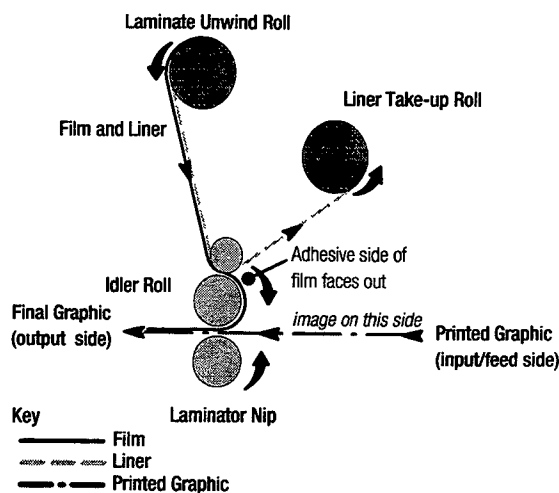 Laminate Unwind Roll
Liner Take-up Roll
Film and Liner
Adhesive side of
film faces out
Idler Roll
Final Graphic
(output side)
image on this side
Printed Graphic
(input/feed side)
Laminator Nip
Key
Film
Liner
Printed Graphic